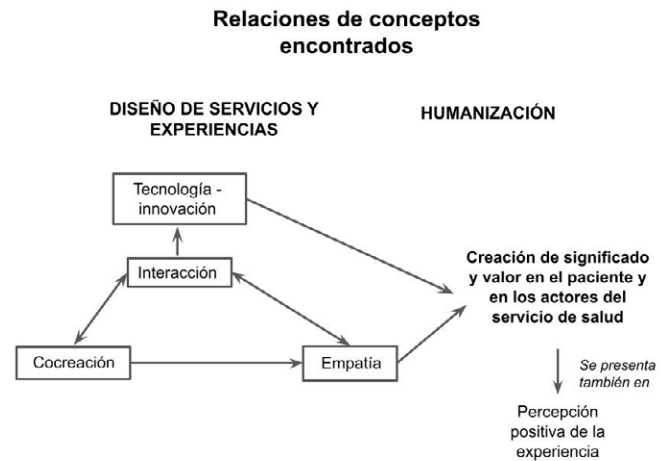 Relaciones de conceptos
encontrados
DISEÑO DE SERVICIOS Y
EXPERIENCIAS
HUMANIZACIÓN
Tecnología -
innovación
Interacción
Cocreación
Empatía
Creación de significado
y valor en el paciente y
en los actores del
servicio de salud
Se presenta
también en
Percepción
positiva de la
experiencia